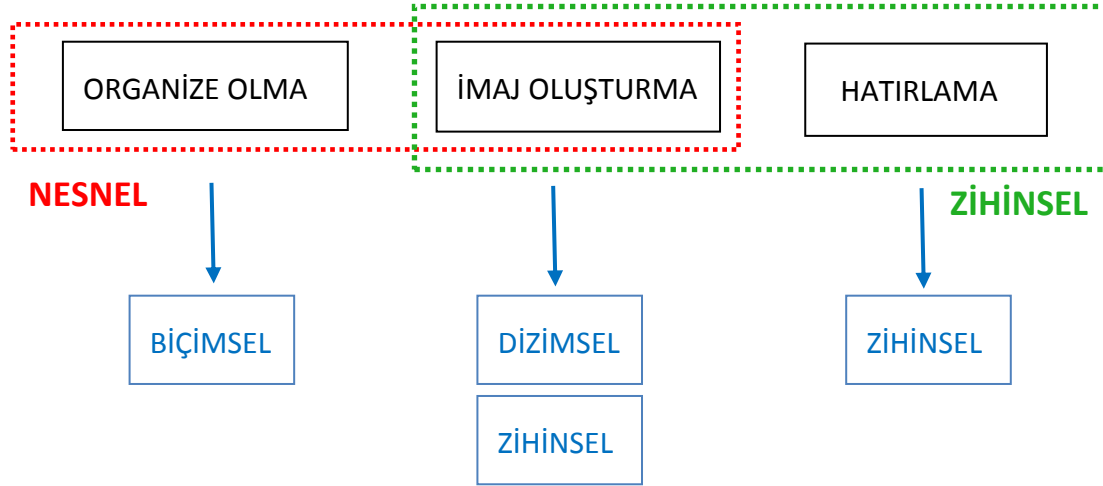 ORGANİZE OLMA
İMAJ OLUŞTURMA
HATIRLAMA
NESNEL
ZİHİNSEL
BİÇİMSEL
DİZİMSEL
ZİHİNSEL
ZİHİNSEL